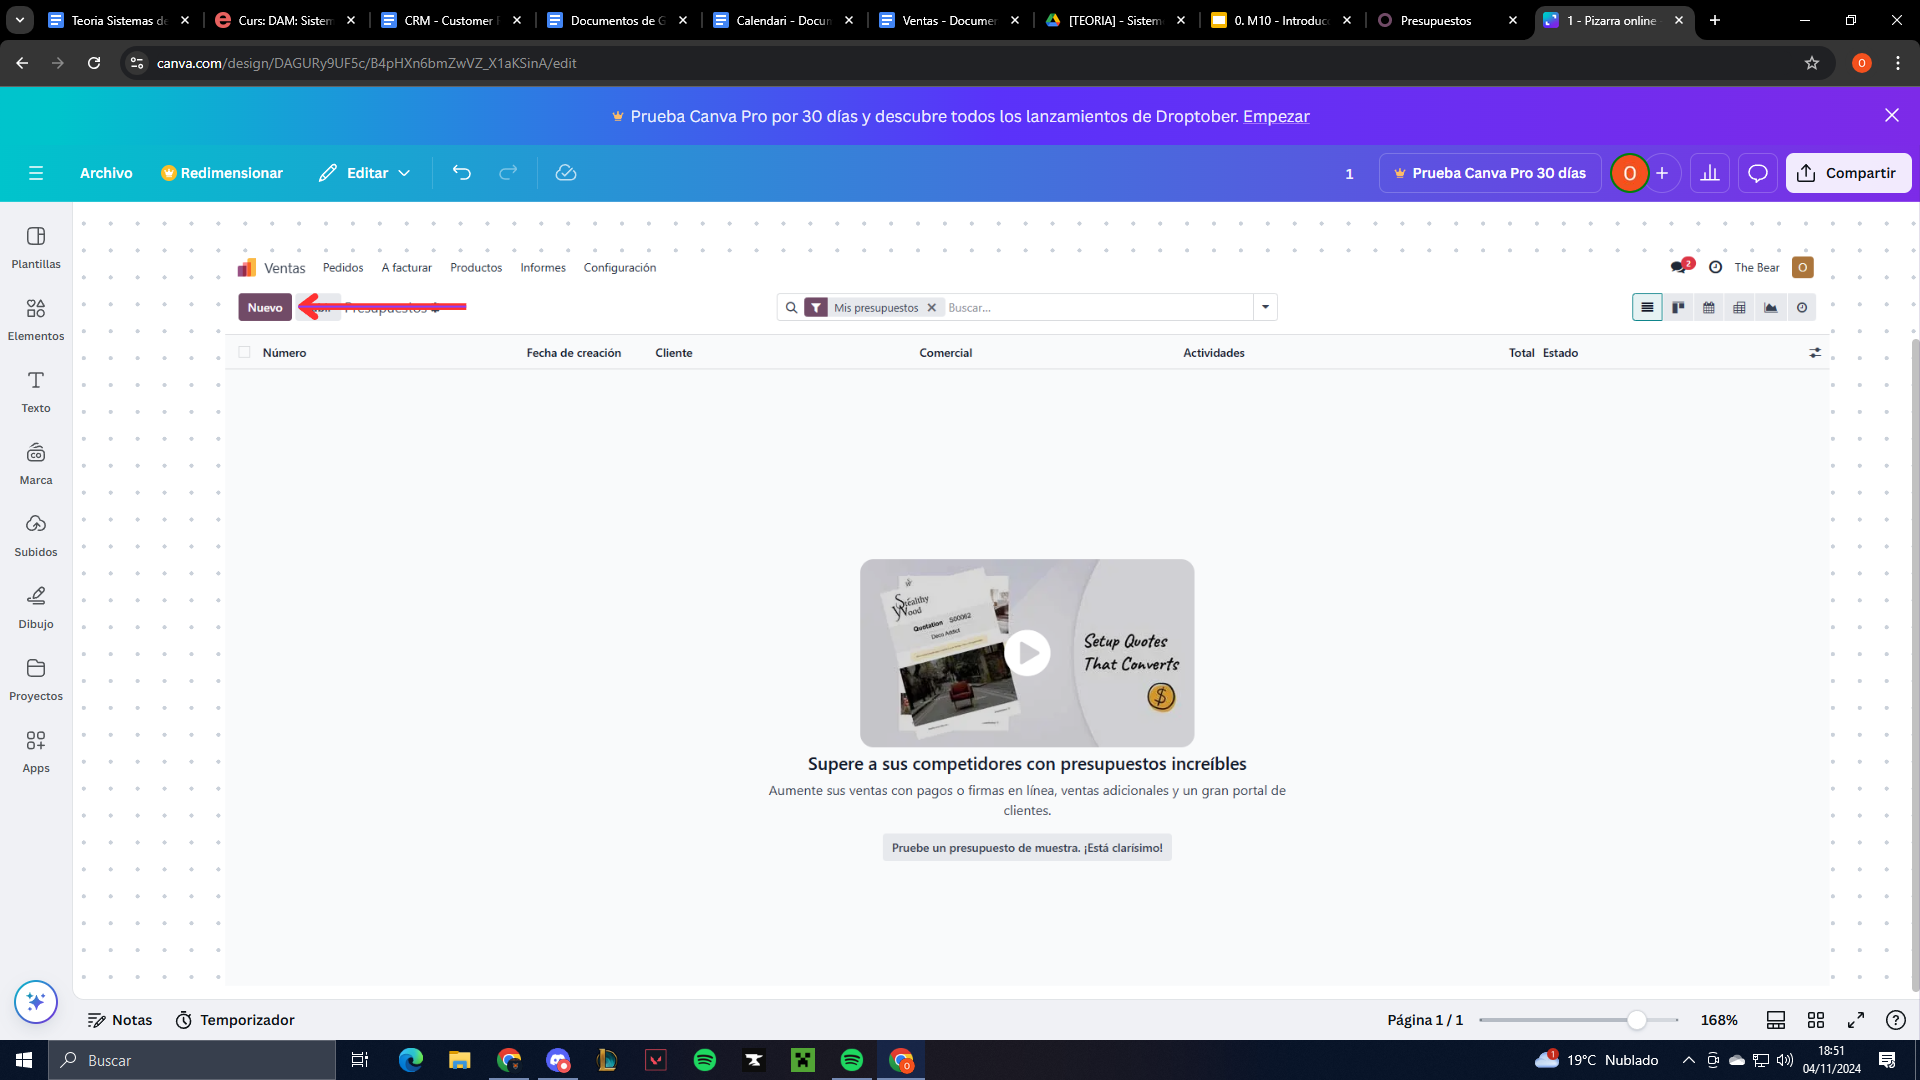 Teoria Sistemas de
Curs: DAM: Sistem
CRM - Customer
Documentos de G
Calendari - Docum
Ventas - Documen
[TEORIA] - Sistem
0. M10 - Introduc
Presupuestos
1 - Pizarra online
canva.com/design/DAGURy9UF5c/B4pHXn6bmZwVZ_X1aKSinA/edit
O
Prueba Canva Pro por 30 días y descubre todos los lanzamientos de Droptober. Empezar
Archivo
Redimensionar
Editar
1
Prueba Canva Pro 30 días
O
Compartir
Plantillas
Elementos
Texto
Marca
Subidos
Dibujo
Proyectos
Apps
Ventas
Pedidos
A facturar
Productos
Informes
Configuración
2
The Bear
O
Nuevo
Presupuestos
Mis presupuestos
Buscar...
Número
Fecha de creación
Cliente
Comercial
Actividades
Total
Estado
Stealthy
Wood
Quotation S00062
Deco Addict
Setup Quotes
That Converts
$
Supere a sus competidores con presupuestos increíbles
Aumente sus ventas con pagos o firmas en línea, ventas adicionales y un gran portal de
clientes.
Pruebe un presupuesto de muestra. ¡Está clarísimo!
Notas
Temporizador
Página 1 / 1
168%
Buscar
1
19°C Nublado
18:51
04/11/2024